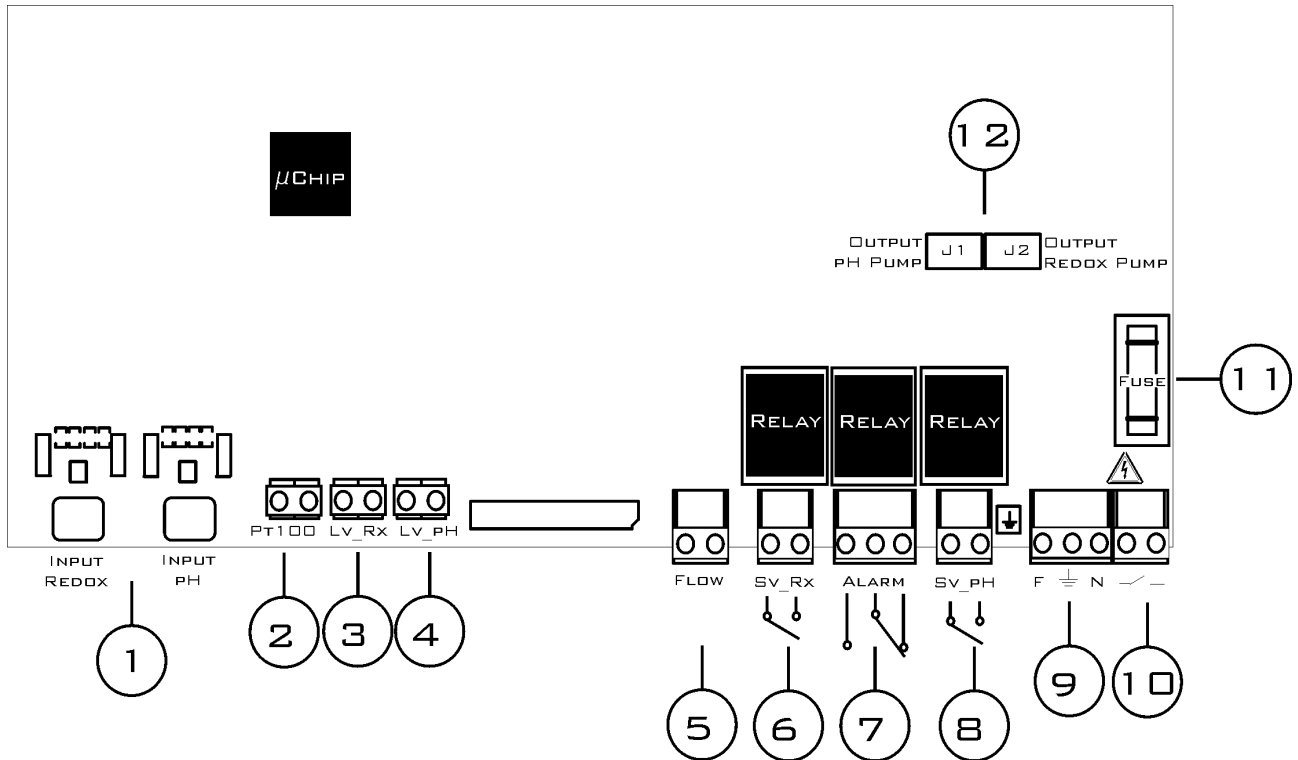 µChip
12
Output
pH Pump
J1
J2
Output
Redox Pump
Fuse
11
Relay
Relay
Relay
Pt100
Lv_Rx
Lv_pH
Input
Redox
Input
pH
Flow
Sv_Rx
Alarm
Sv_pH
F
N
1
2
3
4
5
6
7
8
9
10